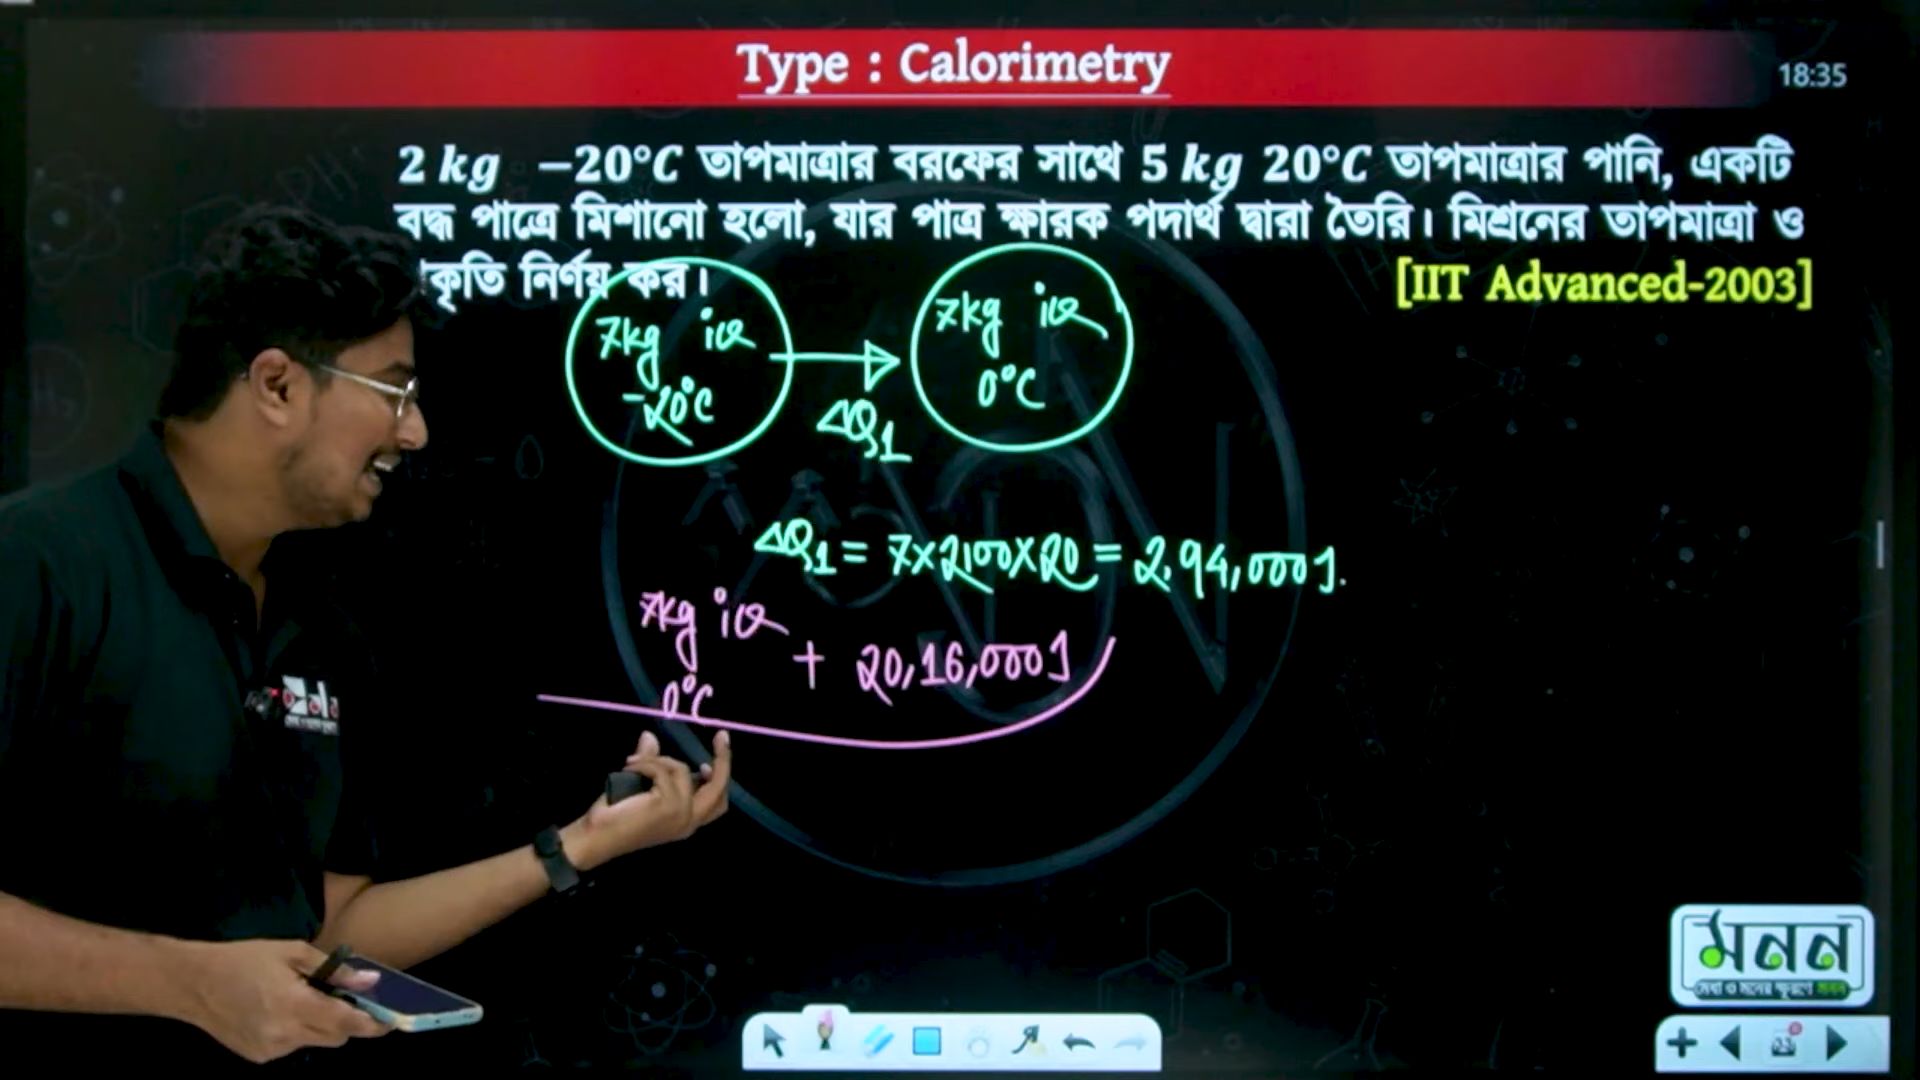 Type : Calorimetry
18:35
2 kg −20°C তাপমাত্রার বরফের সাথে 5 kg 20°C তাপমাত্রার পানি, একটি
বদ্ধ পাত্রে মিশানো হলো, যার পাত্র ক্ষারক পদার্থ দ্বারা তৈরি। মিশ্রনের তাপমাত্রা ও
কৃতি নির্ণয় কর।
[IIT Advanced-2003]
7kg ice
-20°C
ΔQ1
7kg ice
0°C
ΔQ1 = 7×2100×20 = 2,94,000J.
7kg ice
0°C
+ 20,16,000J
মনন